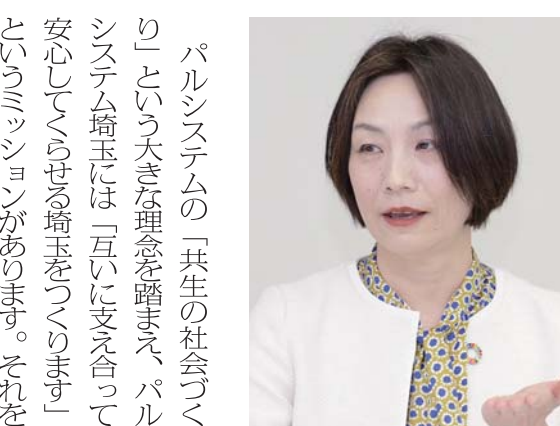 パルシステムの「共生の社会づく
り」という大きな理念を踏まえ、パル
システム埼玉には「互いに支え合って
安心してくらせる埼玉をつくります」
というミッションがあります。それを